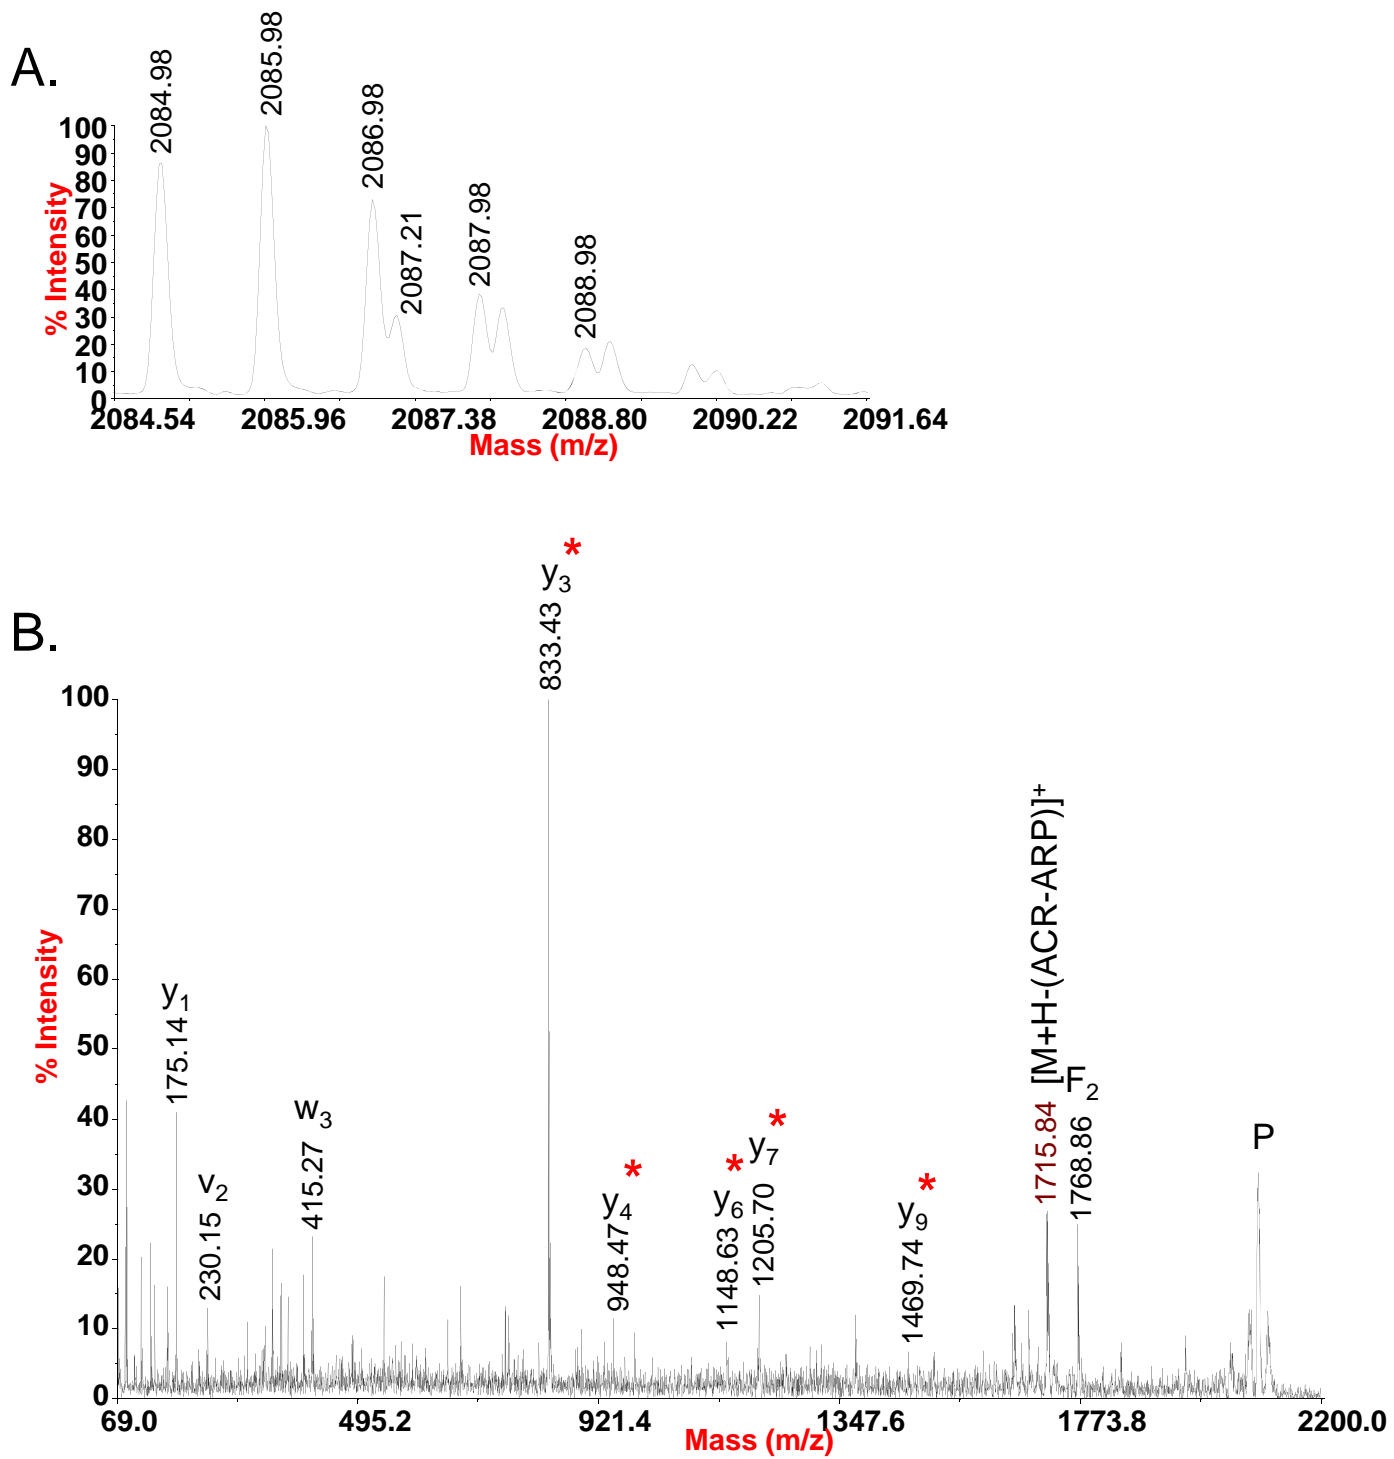 A.
2084.98
2085.98
2086.98
2087.21
2087.98
2088.98
% Intensity
100
90
80
70
60
50
40
30
20
10
0
2084.54 2085.96 2087.38 2088.80 2090.22 2091.64
Mass (m/z)
B.
y3*
833.43
y1
175.14
v2
230.15
w3
415.27
y4*
948.47
y6*
1148.63
y7*
1205.70
y9*
1469.74
1715.84 [M+H-(ACR-ARP)]+
F2
1768.86
P
% Intensity
100
90
80
70
60
50
40
30
20
10
0
69.0 495.2 921.4 1347.6 1773.8 2200.0
Mass (m/z)